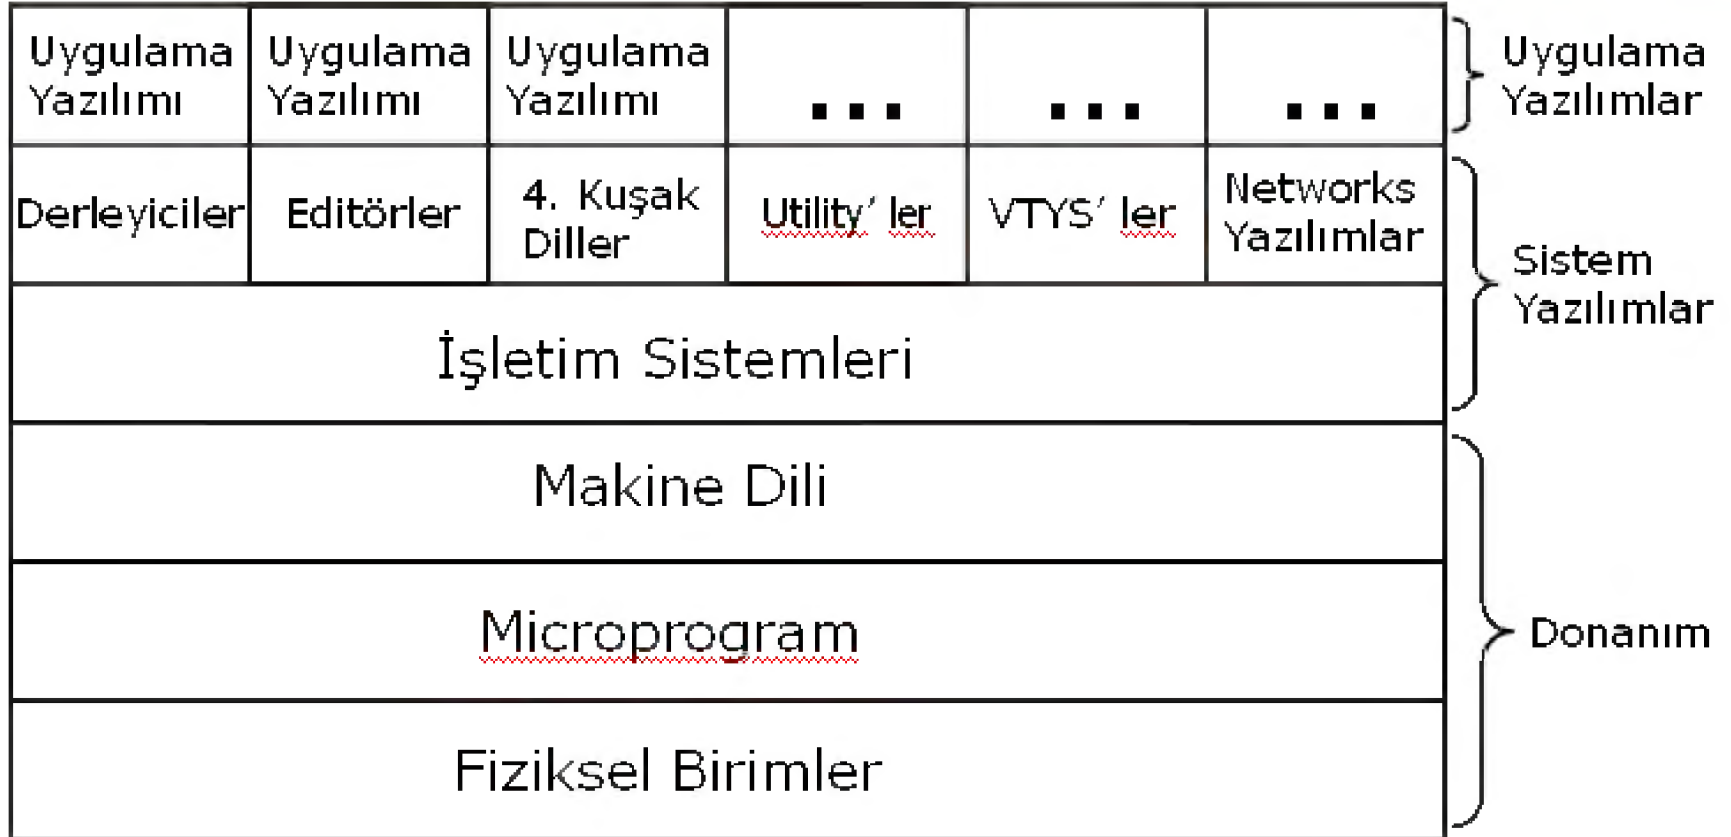 Uygulama Yazılımı
Uygulama Yazılımı
Uygulama Yazılımı
...
...
...
Uygulama Yazılımlar
Derleyiciler
Editörler
4. Kuşak Diller
Utility' ler
VTYS' ler
Networks Yazılımlar
Sistem Yazılımlar
İşletim Sistemleri
Makine Dili
Microprogram
Donanım
Fiziksel Birimler